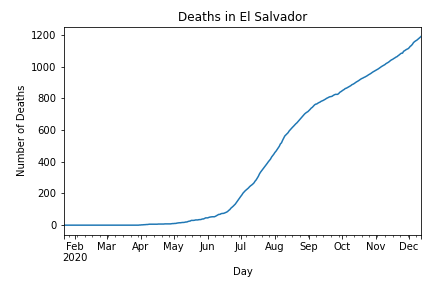 Deaths in El Salvador
Number of Deaths
1200
1000
800
600
400
200
0
Feb Mar Apr May Jun Jul Aug Sep Oct Nov Dec
2020
Day